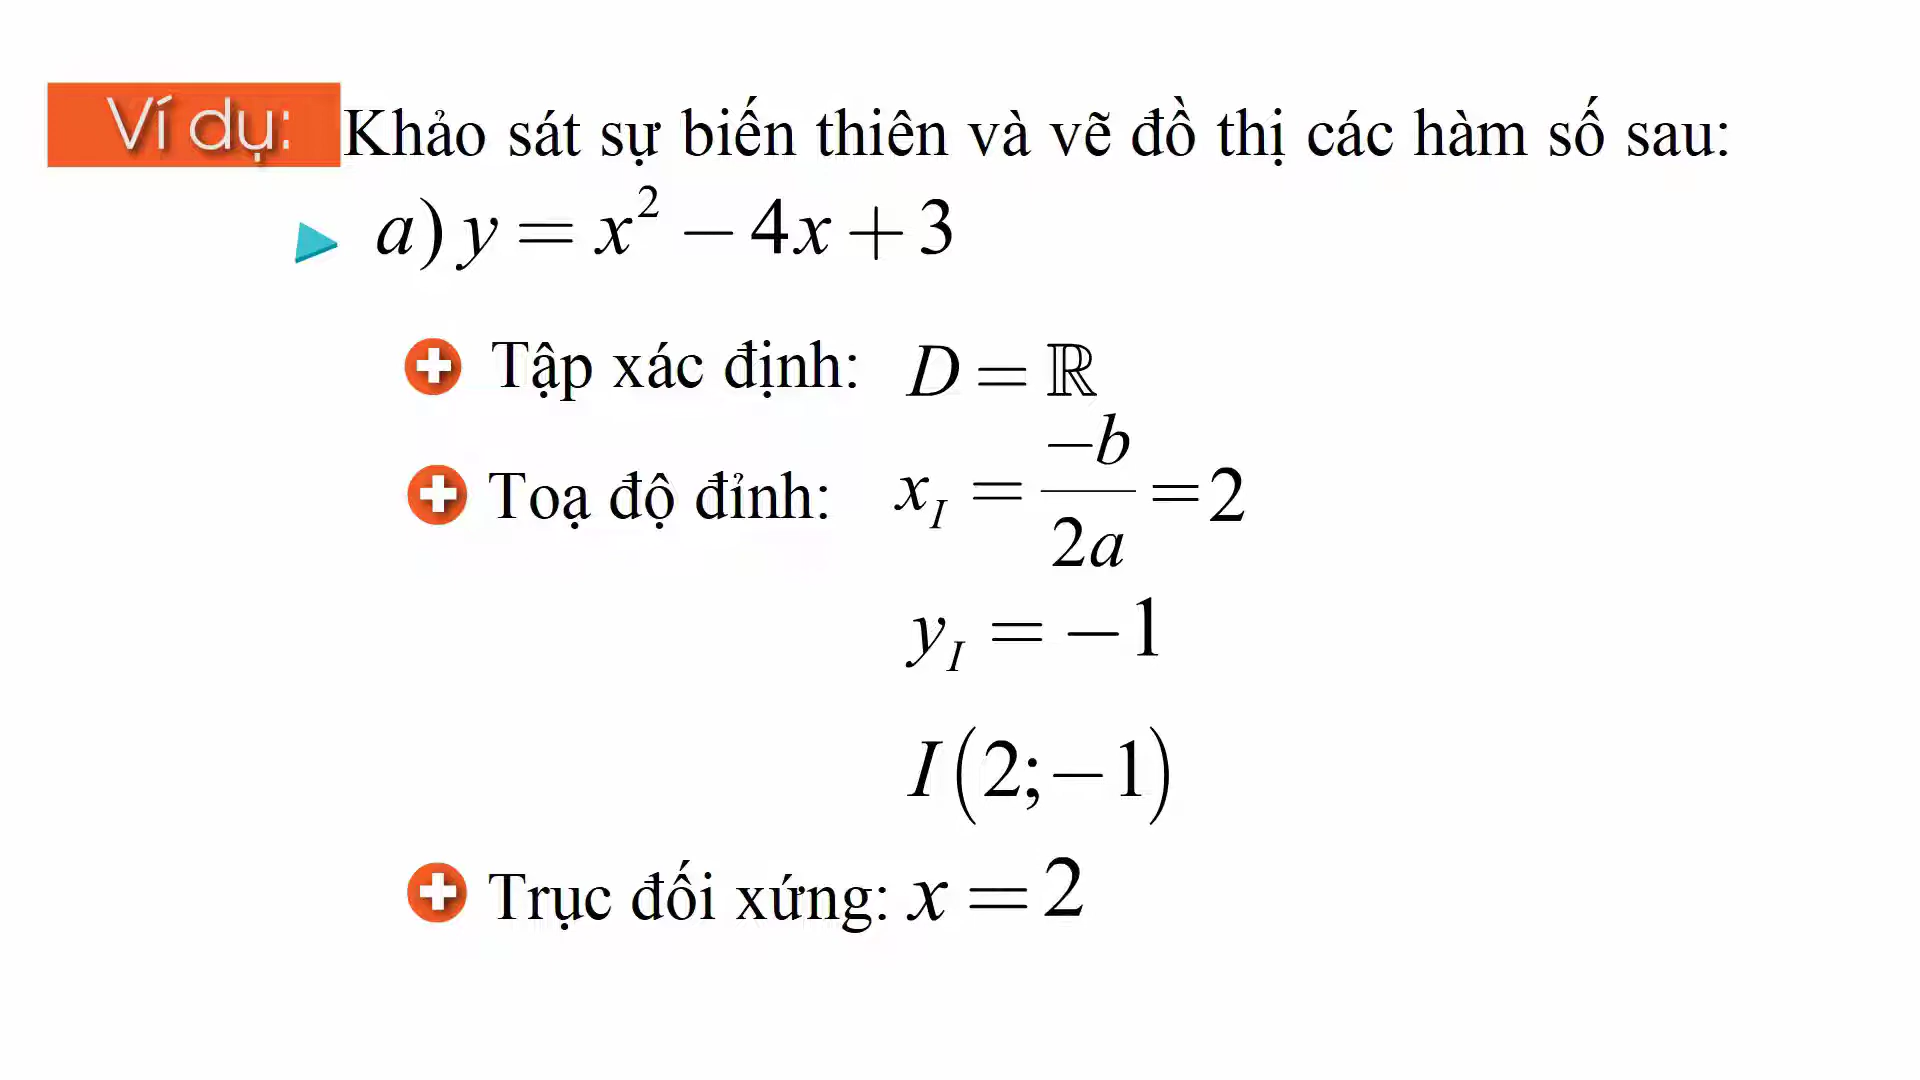 Ví dụ: Khảo sát sự biến thiên và vẽ đồ thị các hàm số sau:
a) y = x² − 4x + 3
Tập xác định: D = ℝ
Toạ độ đỉnh: x_I = −b/2a = 2
y_I = −1
I(2;−1)
Trục đối xứng: x = 2